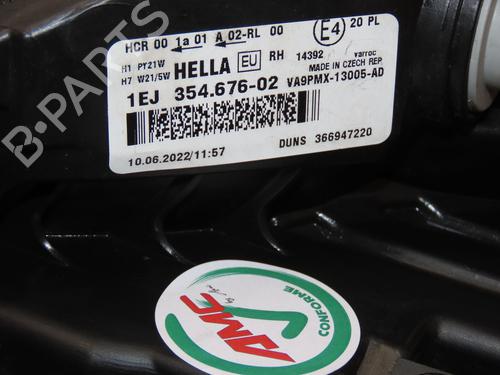 HCR 00 1a 01 A 02-RL 00
E4
20 PL
H1 PY21W
H7 W21/5W
HELLA
EU
RH
14392
varroc
MADE IN CZECH REP.
1EJ 354.676-02
VA9PMX-13005-AD
10.06.2022/11:57
DUNS 366947220
AMC
CONFORME
B-PARTS